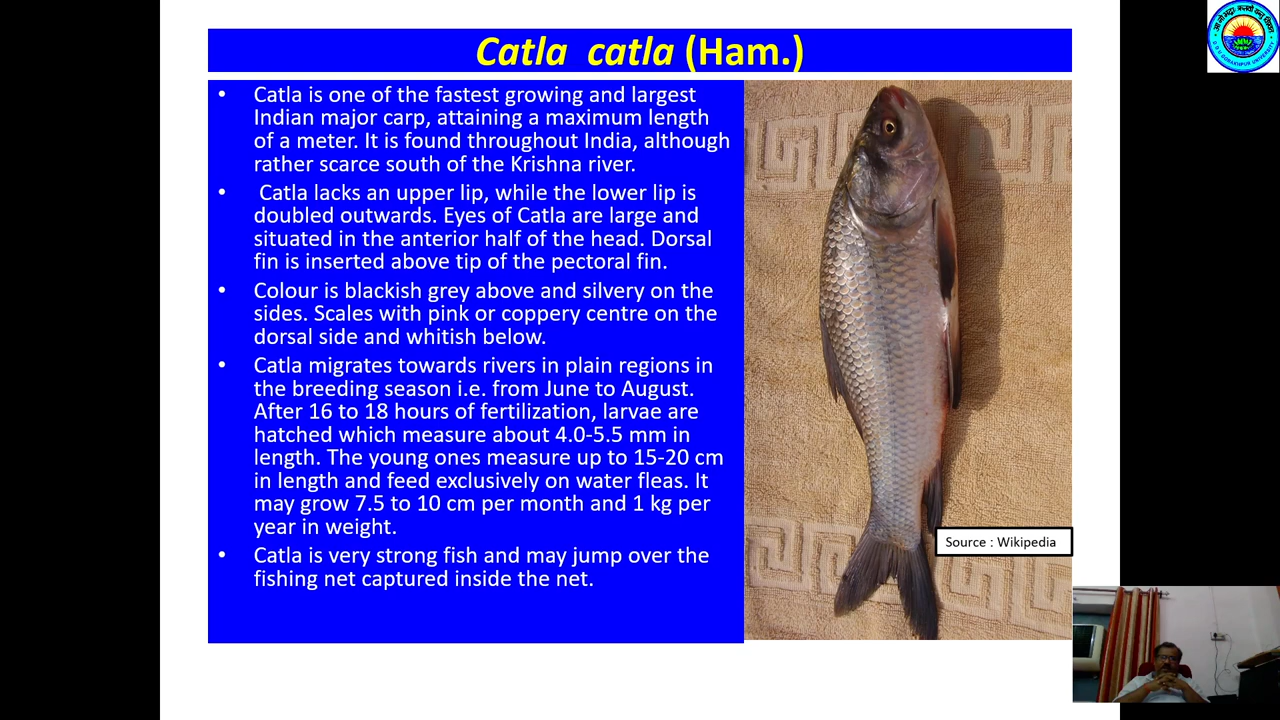 Catla catla (Ham.)
• Catla is one of the fastest growing and largest
Indian major carp, attaining a maximum length
of a meter. It is found throughout India, although
rather scarce south of the Krishna river.
• Catla lacks an upper lip, while the lower lip is
doubled outwards. Eyes of Catla are large and
situated in the anterior half of the head. Dorsal
fin is inserted above tip of the pectoral fin.
• Colour is blackish grey above and silvery on the
sides. Scales with pink or coppery centre on the
dorsal side and whitish below.
• Catla migrates towards rivers in plain regions in
the breeding season i.e. from June to August.
After 16 to 18 hours of fertilization, larvae are
hatched which measure about 4.0-5.5 mm in
length. The young ones measure up to 15-20 cm
in length and feed exclusively on water fleas. It
may grow 7.5 to 10 cm per month and 1 kg per
year in weight.
• Catla is very strong fish and may jump over the
fishing net captured inside the net.
Source : Wikipedia
GORAKHPUR UNIVERSITY